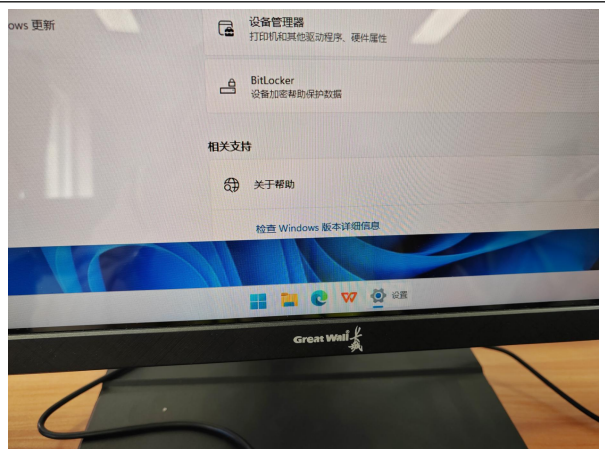 ows 更新
设备管理器
打印机和其他驱动程序、硬件属性
BitLocker
设备加密帮助保护数据
相关支持
关于帮助
检查 Windows 版本详细信息
设置
Great Wall